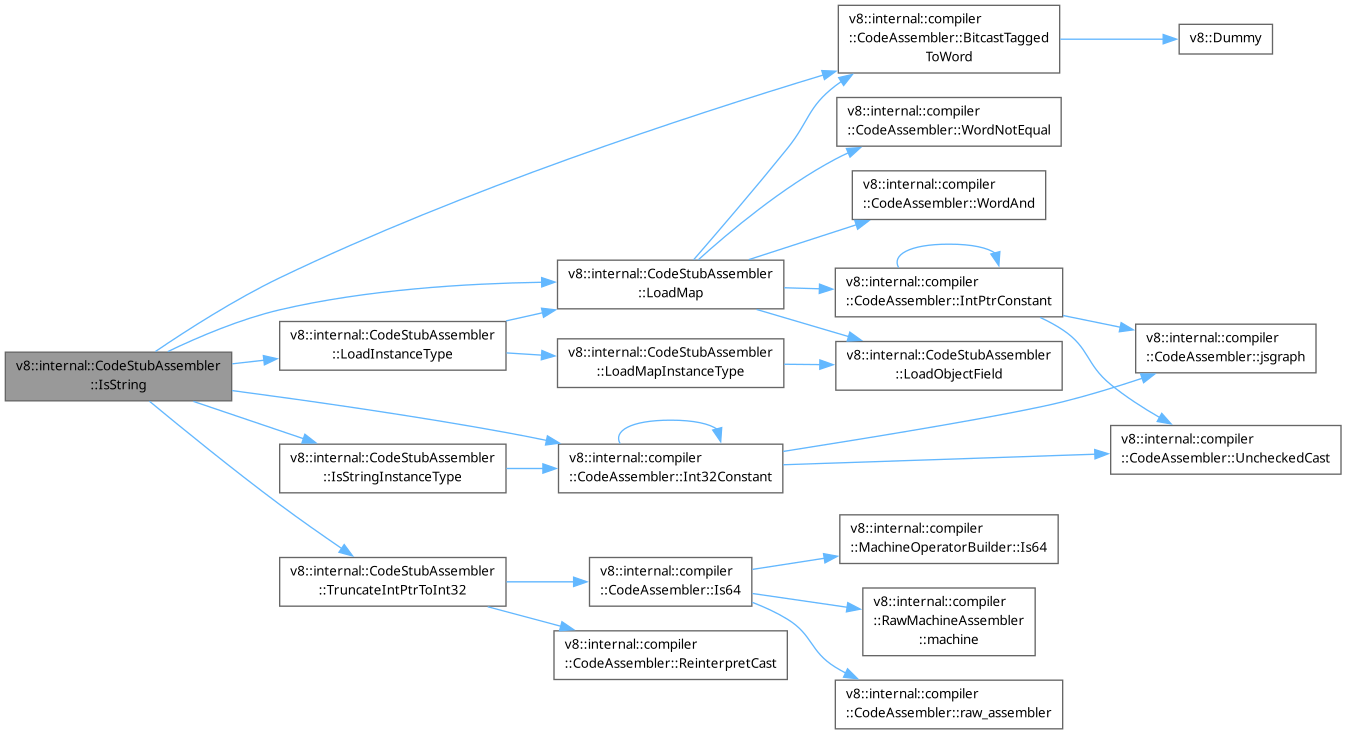 v8::internal::CodeStubAssembler
::IsString
v8::internal::CodeStubAssembler
::LoadInstanceType
v8::internal::CodeStubAssembler
::IsStringInstanceType
v8::internal::CodeStubAssembler
::TruncateIntPtrToInt32
v8::internal::CodeStubAssembler
::LoadMap
v8::internal::CodeStubAssembler
::LoadMapInstanceType
v8::internal::compiler
::CodeAssembler::Int32Constant
v8::internal::compiler
::CodeAssembler::Is64
v8::internal::compiler
::CodeAssembler::ReinterpretCast
v8::internal::compiler
::CodeAssembler::BitcastTagged
ToWord
v8::internal::compiler
::CodeAssembler::WordNotEqual
v8::internal::compiler
::CodeAssembler::WordAnd
v8::internal::compiler
::CodeAssembler::IntPtrConstant
v8::internal::CodeStubAssembler
::LoadObjectField
v8::internal::compiler
::MachineOperatorBuilder::Is64
v8::internal::compiler
::RawMachineAssembler
::machine
v8::internal::compiler
::CodeAssembler::raw_assembler
v8::Dummy
v8::internal::compiler
::CodeAssembler::jsgraph
v8::internal::compiler
::CodeAssembler::UncheckedCast